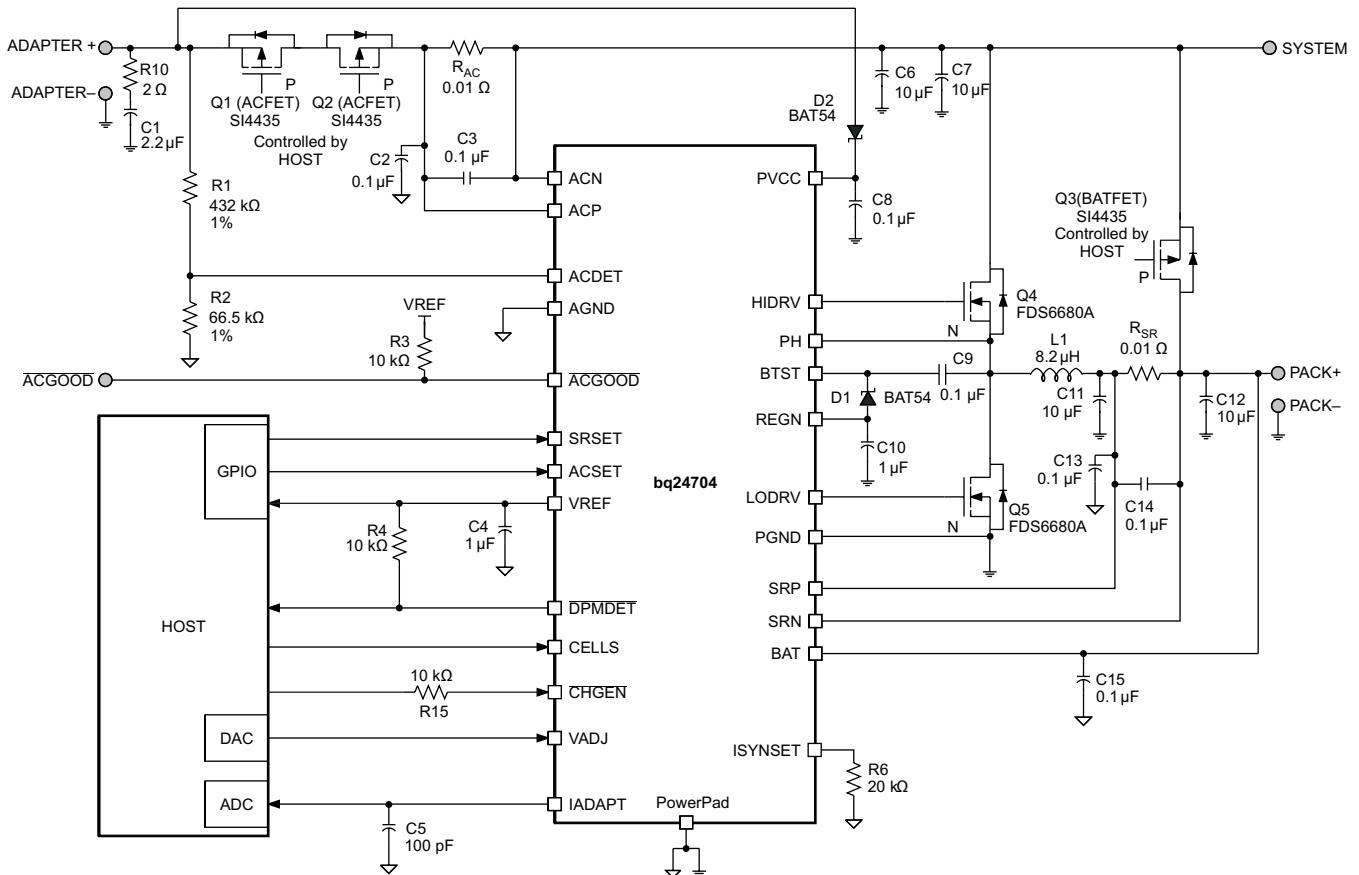 ADAPTER +
ADAPTER–
R10
2 Ω
C1
2.2 µF
P
Q1 (ACFET)
SI4435
P
Q2 (ACFET)
SI4435
Controlled by
HOST
RAC
0.01 Ω
C2
0.1 µF
C3
0.1 µF
R1
432 kΩ
1%
R2
66.5 kΩ
1%
VREF
R3
10 kΩ
ACGOOD
HOST
GPIO
DAC
ADC
R4
10 kΩ
C4
1 µF
10 kΩ
R15
C5
100 pF
ACN
ACP
ACDET
AGND
ACGOOD
SRSET
ACSET
VREF
DPMDET
CELLS
CHGEN
VADJ
IADAPT
bq24704
PowerPad
PVCC
HIDRV
PH
BTST
REGN
LODRV
PGND
SRP
SRN
BAT
ISYNSET
D2
BAT54
C8
0.1 µF
C6
10 µF
C7
10 µF
SYSTEM
Q3(BATFET)
SI4435
Controlled by
HOST
P
Q4
FDS6680A
N
D1
BAT54
C9
0.1 µF
C10
1 µF
L1
8.2 µH
RSR
0.01 Ω
C11
10 µF
C12
10 µF
PACK+
PACK–
C13
0.1 µF
C14
0.1 µF
Q5
FDS6680A
N
C15
0.1 µF
R6
20 kΩ